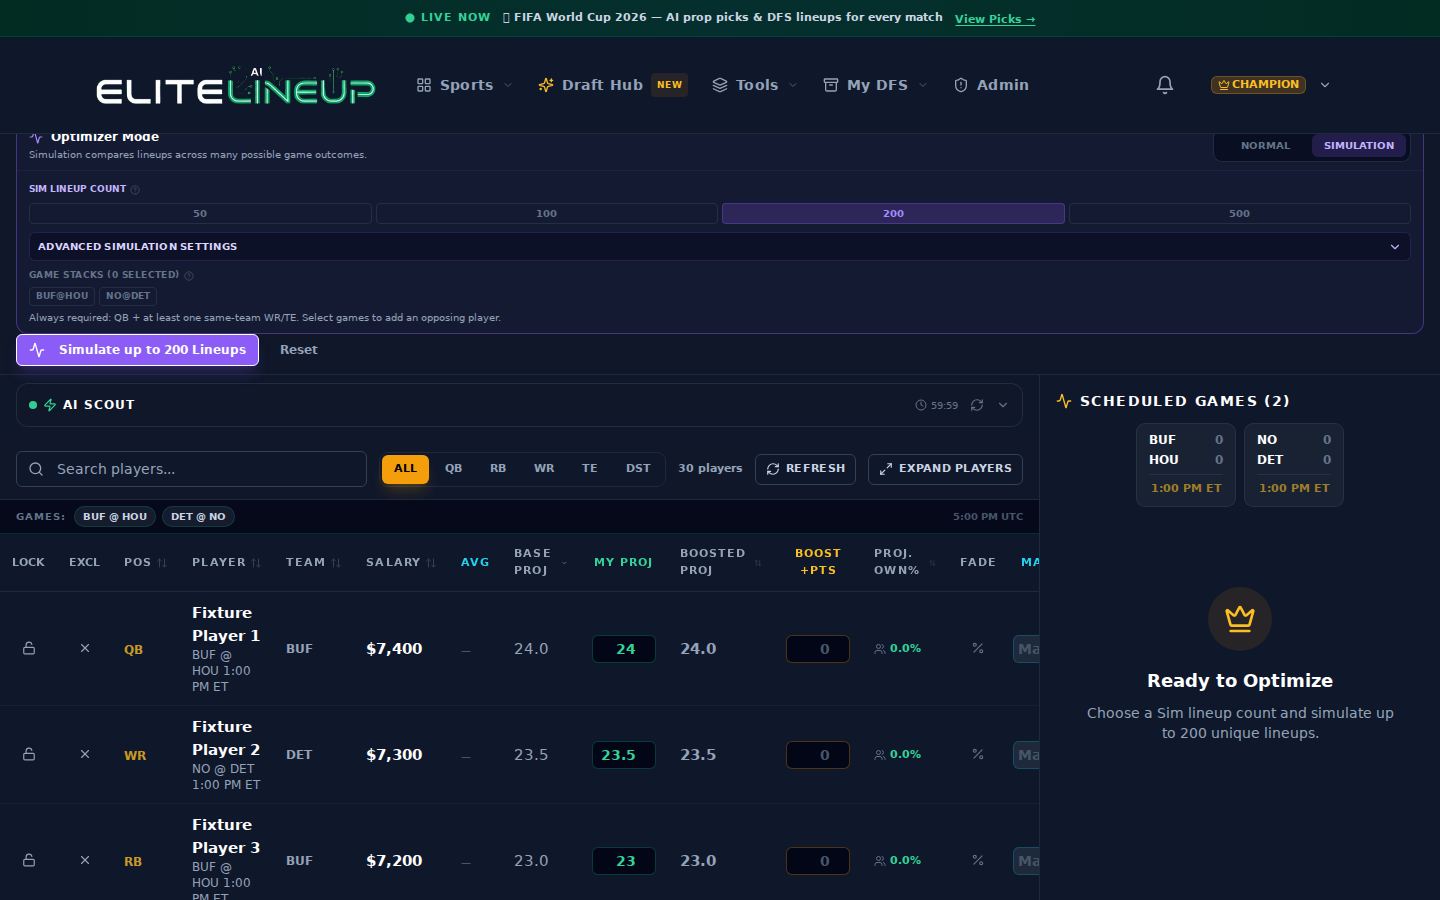 LIVE NOW FIFA World Cup 2026 — AI prop picks & DFS lineups for every match View Picks →
ELITE LINEUP AI
Sports Draft Hub NEW Tools My DFS Admin CHAMPION
Optimizer Mode
Simulation compares lineups across many possible game outcomes.
NORMAL SIMULATION
SIM LINEUP COUNT
50 100 200 500
ADVANCED SIMULATION SETTINGS
GAME STACKS (0 SELECTED)
BUF@HOU NO@DET
Always required: QB + at least one same-team WR/TE. Select games to add an opposing player.
Simulate up to 200 Lineups Reset
AI SCOUT 59:59
Search players... ALL QB RB WR TE DST 30 players REFRESH EXPAND PLAYERS
GAMES: BUF @ HOU DET @ NO 5:00 PM UTC
LOCK EXCL POS PLAYER TEAM SALARY AVG BASE PROJ MY PROJ BOOSTED PROJ BOOST +PTS PROJ. OWN% FADE MA
Fixture
Player 1
BUF @
HOU 1:00
PM ET
QB BUF $7,400 — 24.0 24 24.0 0 0.0% % Ma
Fixture
Player 2
NO @ DET
1:00 PM ET
WR DET $7,300 — 23.5 23.5 23.5 0 0.0% % Ma
Fixture
Player 3
BUF @
HOU 1:00
PM ET
RB BUF $7,200 — 23.0 23 23.0 0 0.0% % Ma
SCHEDULED GAMES (2)
BUF 0
HOU 0
1:00 PM ET
NO 0
DET 0
1:00 PM ET
Ready to Optimize
Choose a Sim lineup count and simulate up
to 200 unique lineups.